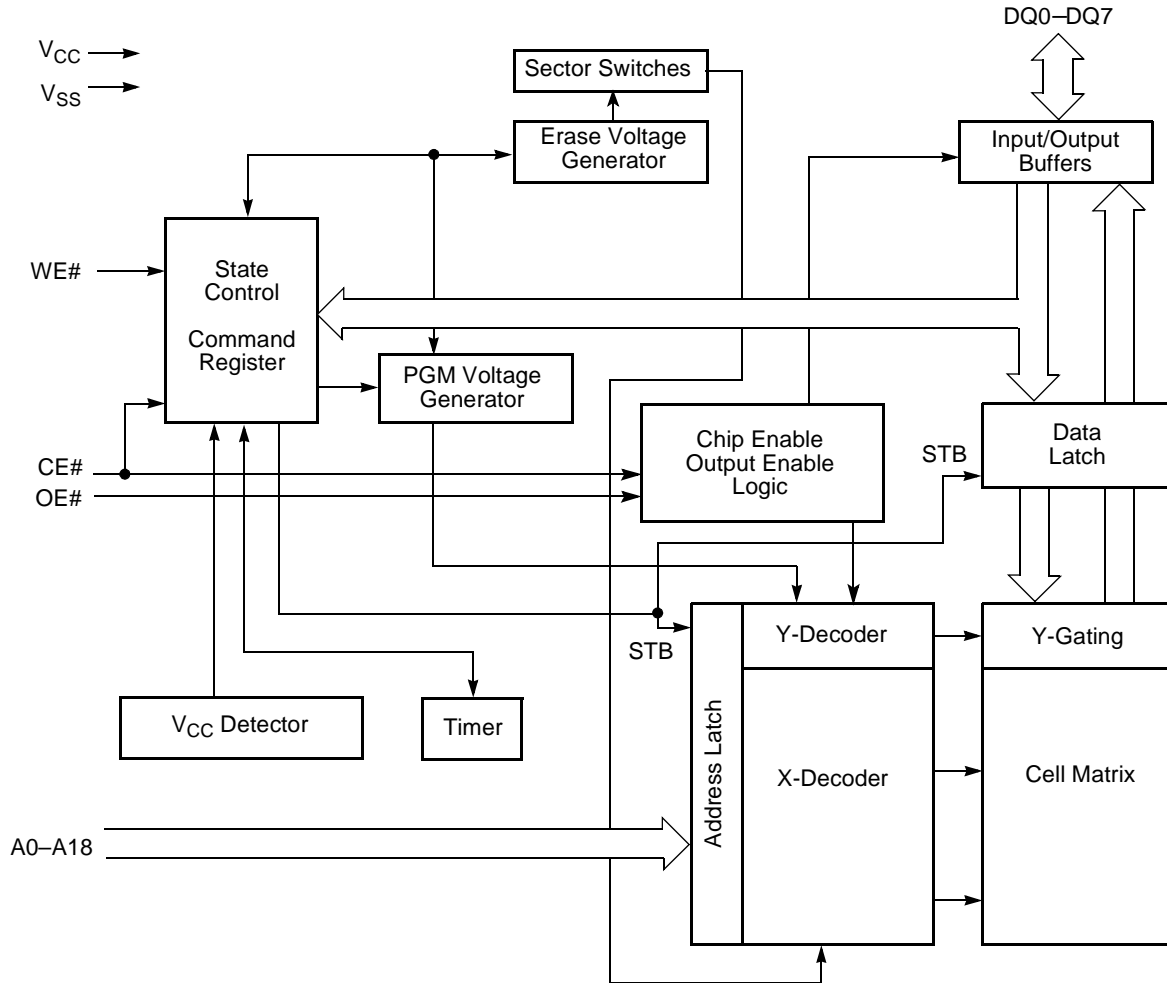 DQ0–DQ7
VCC
VSS
Sector Switches
Erase Voltage
Generator
Input/Output
Buffers
WE#
State
Control
Command
Register
PGM Voltage
Generator
Chip Enable
Output Enable
Logic
Data
Latch
STB
CE#
OE#
STB
Y-Decoder
Y-Gating
VCC Detector
Timer
Address Latch
X-Decoder
Cell Matrix
A0–A18